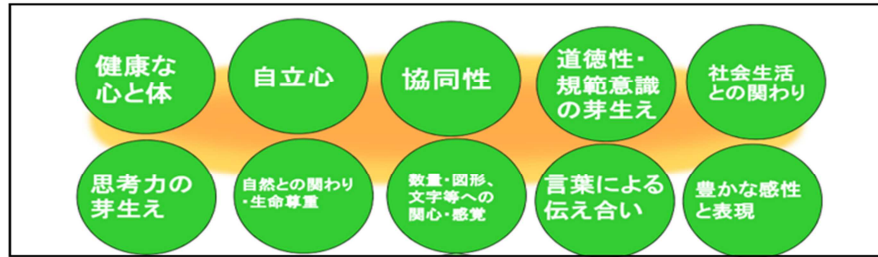 健康な
心と体
自立心
協同性
道徳性・
規範意識
の芽生え
社会生活
との関わり
思考力の
芽生え
自然との関わり
・生命尊重
数量・図形、
文字等への
関心・感覚
言葉による
伝え合い
豊かな感性
と表現